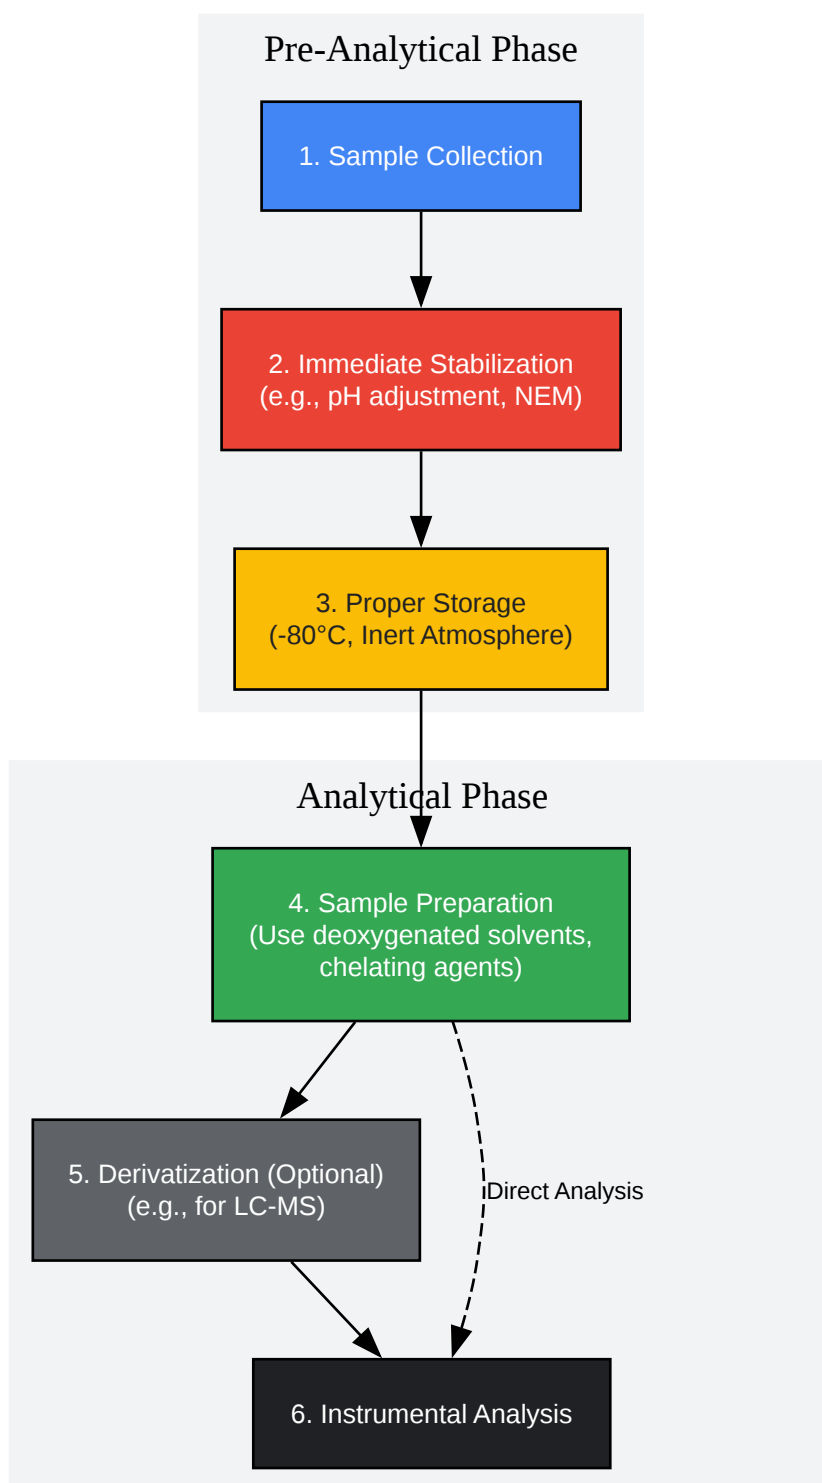 Pre-Analytical Phase
1. Sample Collection
2. Immediate Stabilization
(e.g., pH adjustment, NEM)
3. Proper Storage
(-80°C, Inert Atmosphere)
Analytical Phase
4. Sample Preparation
(Use deoxygenated solvents,
chelating agents)
5. Derivatization (Optional)
(e.g., for LC-MS)
Direct Analysis
6. Instrumental Analysis